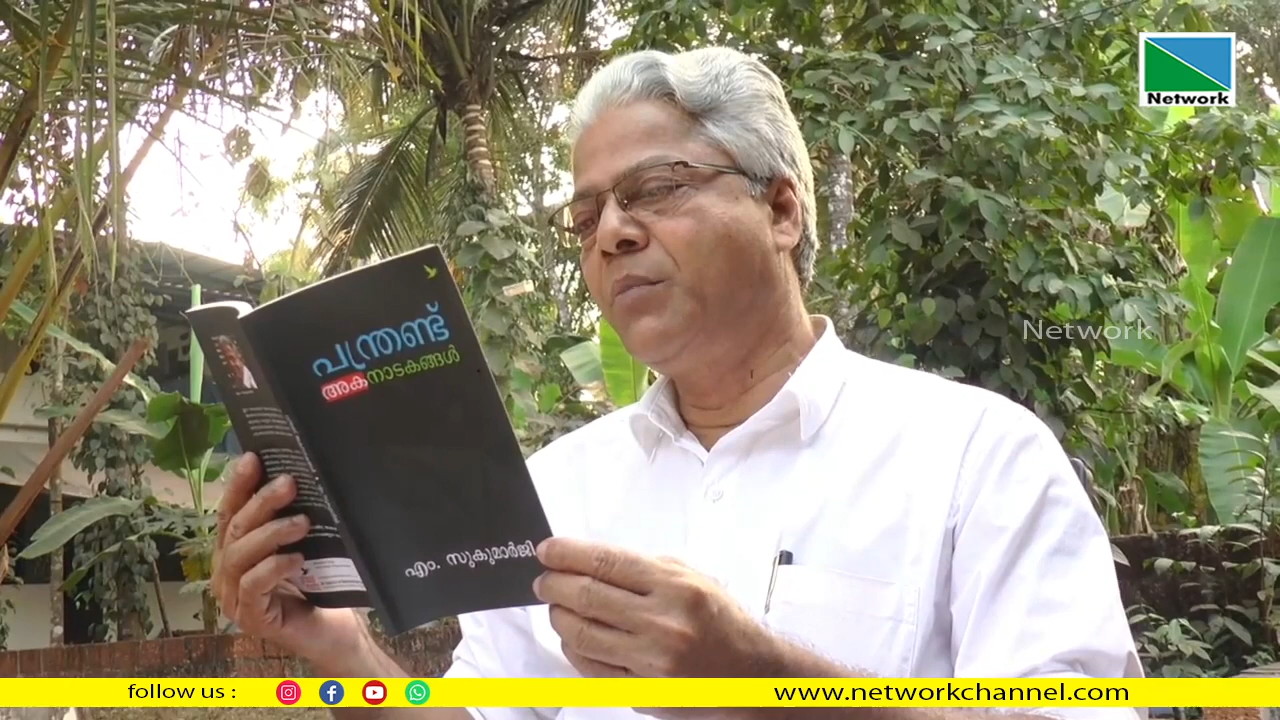 Network
പന്ത്രണ്ട്
അകനാടകങ്ങൾ
Network
എം. സുകുമാർജി
follow us :
www.networkchannel.com